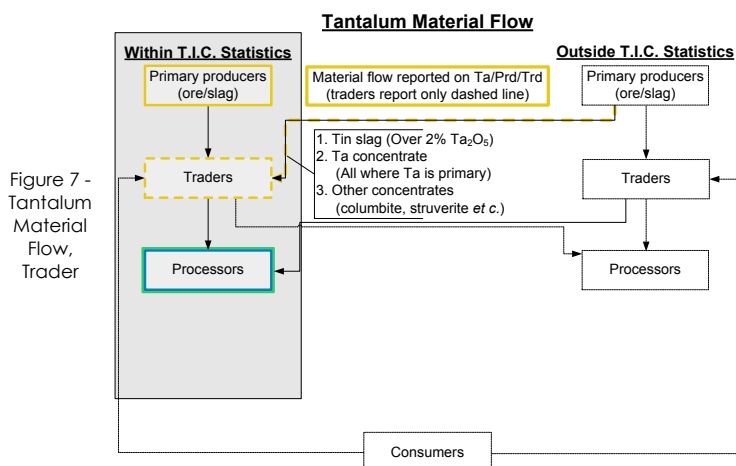 Tantalum Material Flow
Within T.I.C. Statistics
Outside T.I.C. Statistics
Primary producers
(ore/slag)
Material flow reported on Ta/Prd/Trd
(traders report only dashed line)
Primary producers
(ore/slag)
1. Tin slag (Over 2% Ta₂O₅)
2. Ta concentrate
(All where Ta is primary)
3. Other concentrates
(columbite, struverite et c.)
Traders
Traders
Figure 7 -
Tantalum
Material
Flow,
Trader
Processors
Processors
Consumers